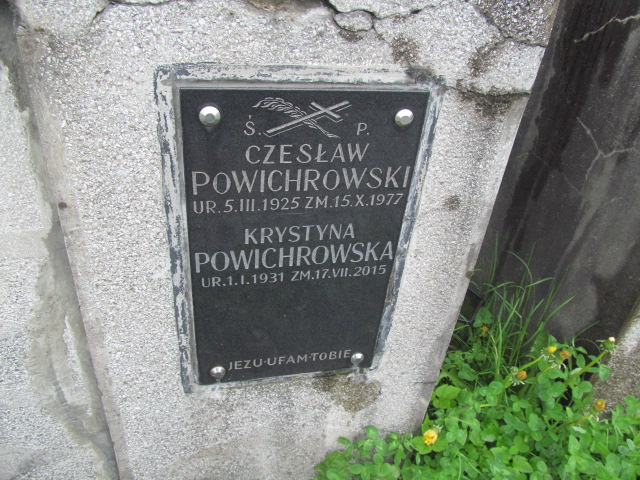 Ś. P.
CZESŁAW
POWICHROWSKI
UR. 5.III.1925 ZM.15.X.1977
KRYSTYNA
POWICHROWSKA
UR.1.I.1931 ZM.17.VII.2015
JEZU·UFAM·TOBIE